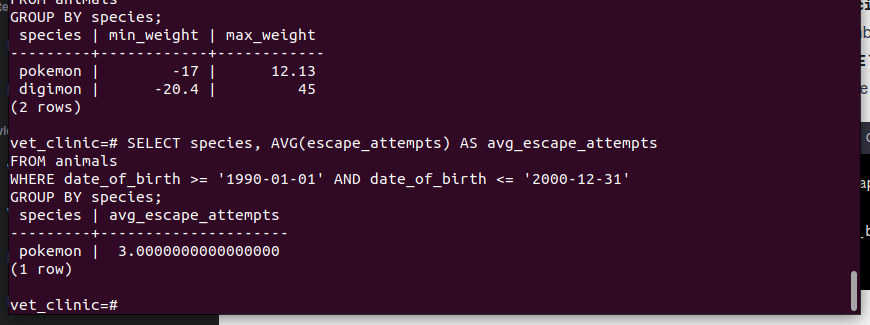 FROM animals
GROUP BY species;
 species | min_weight | max_weight
---------+------------+------------
 pokemon |        -17 |      12.13
 digimon |      -20.4 |         45
(2 rows)
vet_clinic=# SELECT species, AVG(escape_attempts) AS avg_escape_attempts
FROM animals
WHERE date_of_birth >= '1990-01-01' AND date_of_birth <= '2000-12-31'
GROUP BY species;
 species | avg_escape_attempts
---------+---------------------
 pokemon |  3.0000000000000000
(1 row)
vet_clinic=#